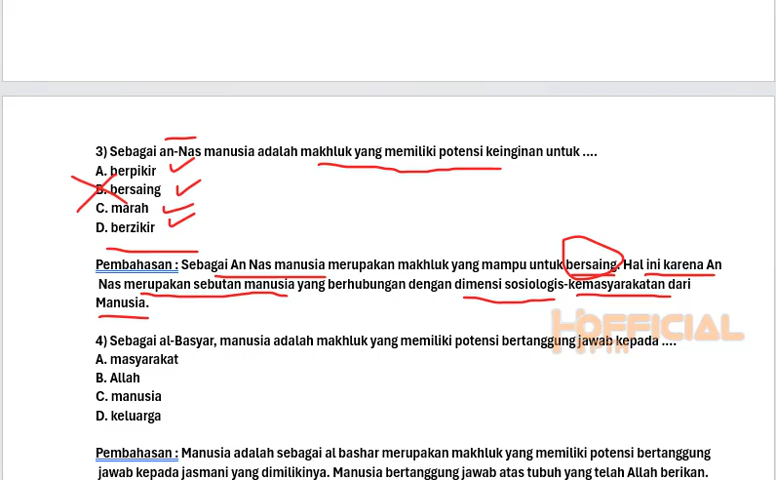 3) Sebagai an-Nas manusia adalah makhluk yang memiliki potensi keinginan untuk ....
A. berpikir
B. bersaing
C. marah
D. berzikir
Pembahasan : Sebagai An Nas manusia merupakan makhluk yang mampu untuk bersaing. Hal ini karena An
Nas merupakan sebutan manusia yang berhubungan dengan dimensi sosiologis-kemasyarakatan dari
Manusia.
4) Sebagai al-Basyar, manusia adalah makhluk yang memiliki potensi bertanggung jawab kepada ....
A. masyarakat
B. Allah
C. manusia
D. keluarga
Pembahasan : Manusia adalah sebagai al bashar merupakan makhluk yang memiliki potensi bertanggung
jawab kepada jasmani yang dimilikinya. Manusia bertanggung jawab atas tubuh yang telah Allah berikan.
OFFICIAL